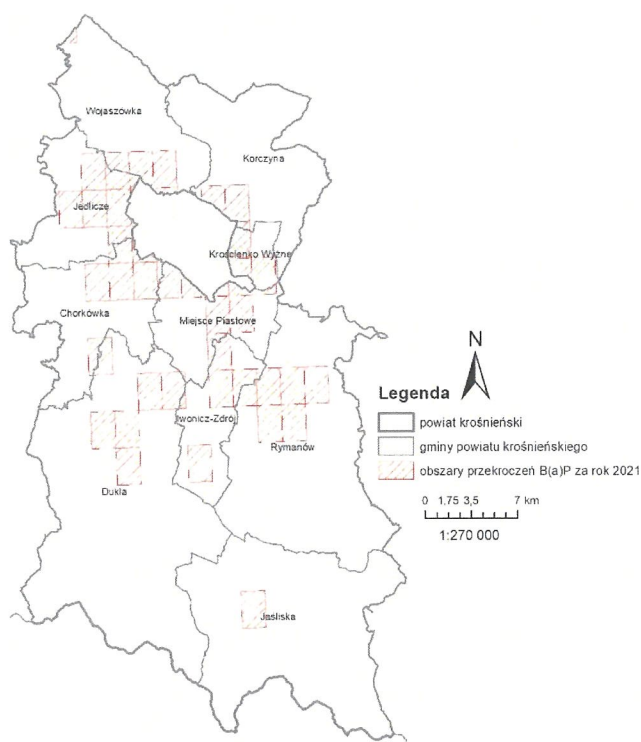 Wojaszówka
Korczyna
Jedlicze
Krościenko Wyżne
Chorkówka
Miejsce Piastowe
Iwonicz-Zdrój
Rymanów
Dukla
Jaśliska
N
Legenda
powiat krośnieński
gminy powiatu krośnieńskiego
obszary przekroczeń B(a)P za rok 2021
0 1,75 3,5 7 km
1:270 000